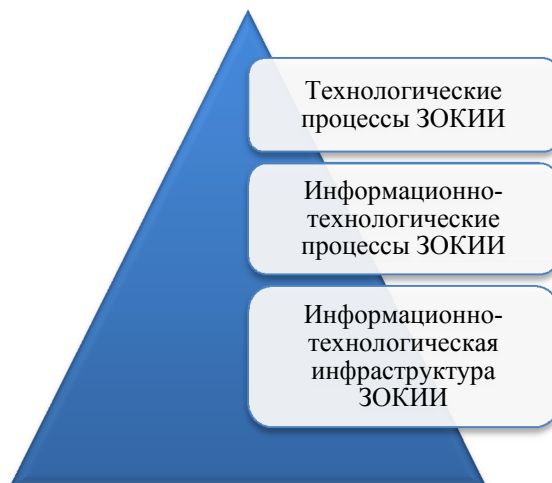 Технологические
процессы ЗОКИИ
Информационно-
технологические
процессы ЗОКИИ
Информационно-
технологическая
инфраструктура
ЗОКИИ